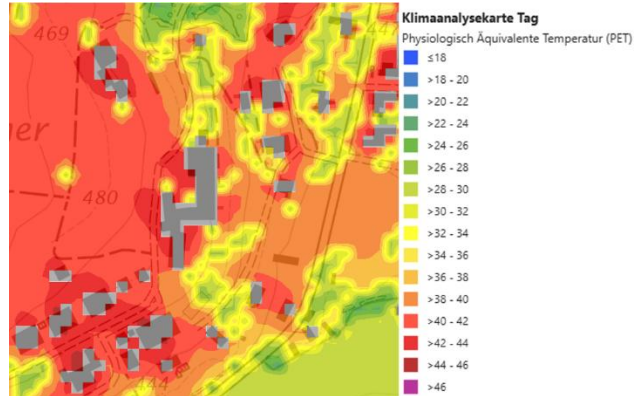 469
447
480
444
Klimaanalysekarte Tag
Physiologisch Äquivalente Temperatur (PET)
≤18
>18 - 20
>20 - 22
>22 - 24
>24 - 26
>26 - 28
>28 - 30
>30 - 32
>32 - 34
>34 - 36
>36 - 38
>38 - 40
>40 - 42
>42 - 44
>44 - 46
>46